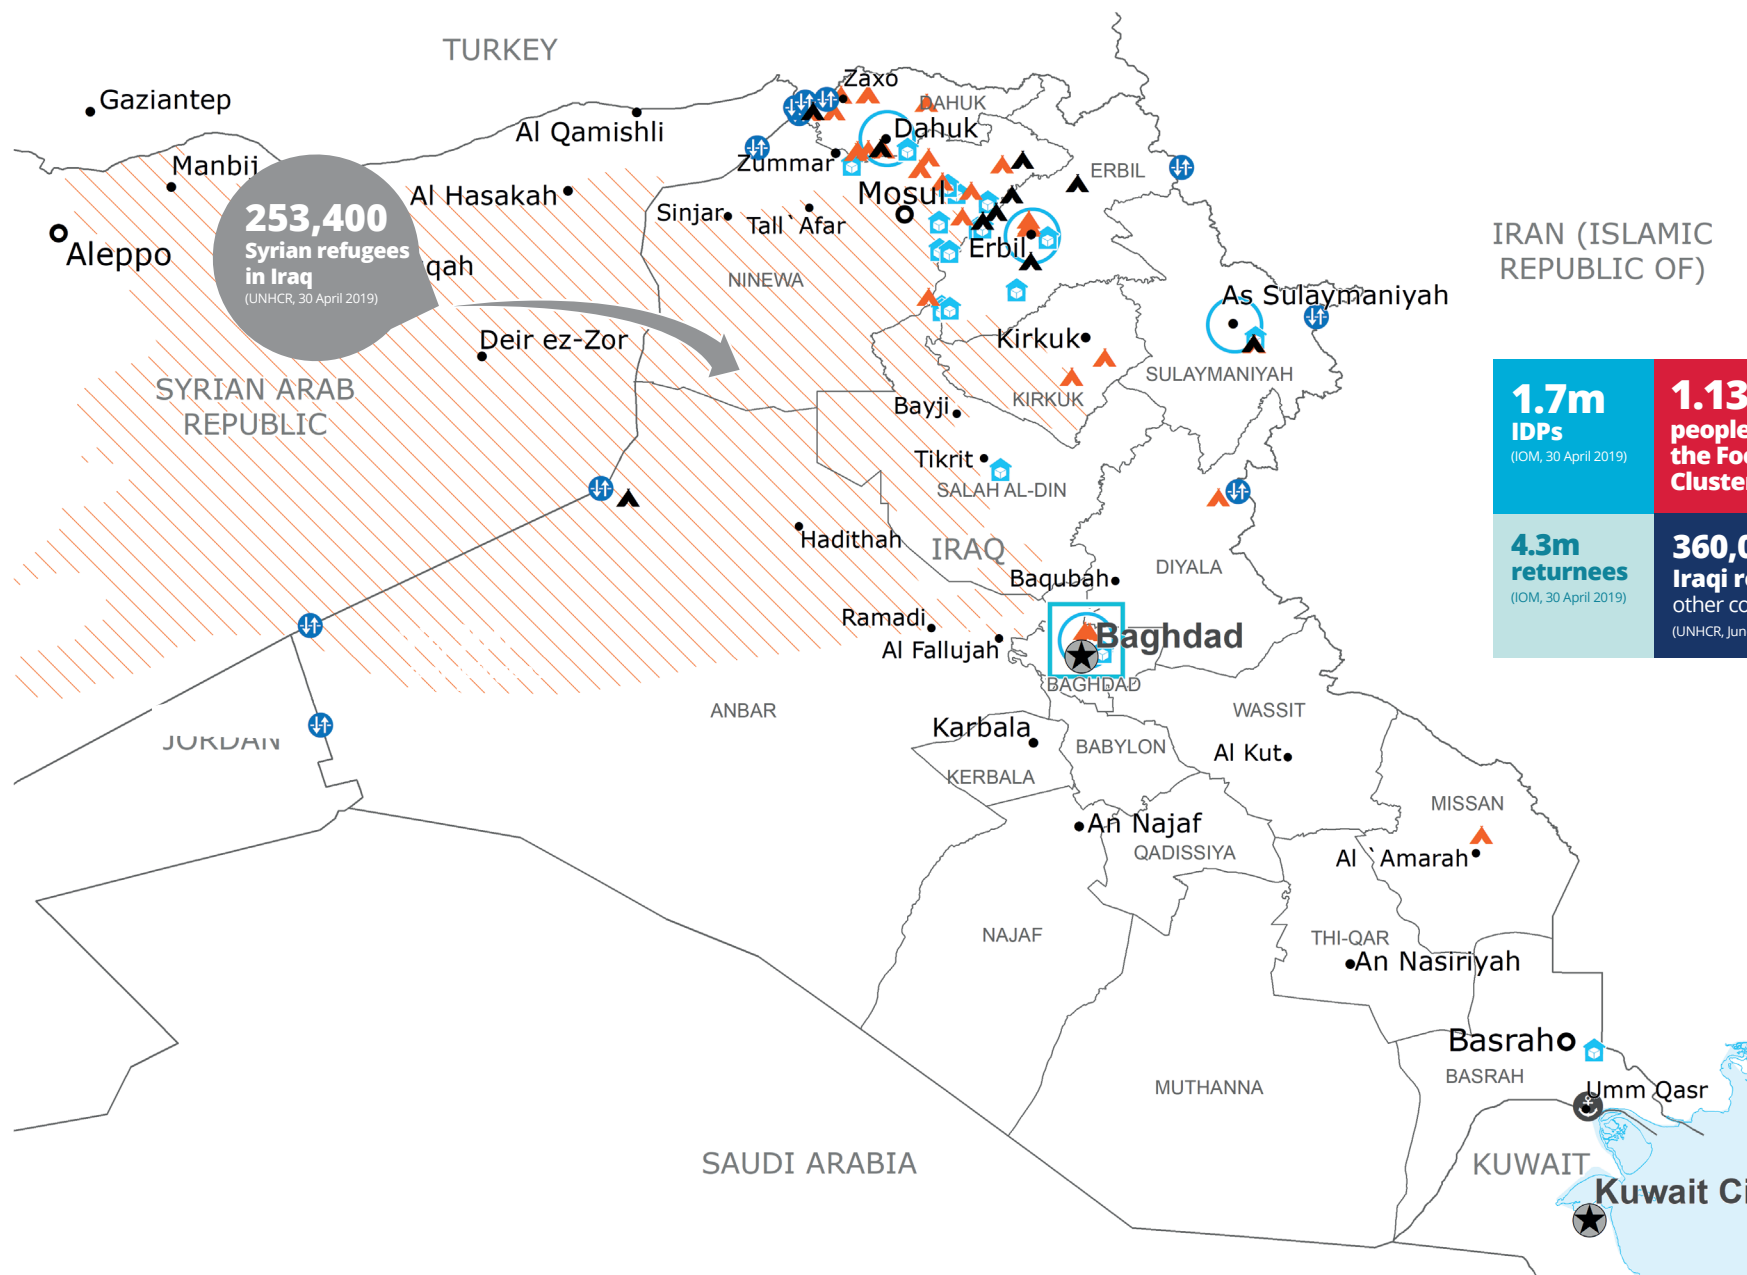 TURKEY
Gaziantep
Zaxo
DAHUK
Al Qamishli
Dahuk
Manbij
Zummar
ERBIL
Al Hasakah
Mosul
253,400
Syrian refugees
in Iraq
(UNHCR, 30 April 2019)
Sinjar
Tall`Afar
Aleppo
qah
Erbil
NINEWA
IRAN (ISLAMIC
REPUBLIC OF)
As Sulaymaniyah
Deir ez-Zor
Kirkuk
SYRIAN ARAB
REPUBLIC
SULAYMANIYAH
KIRKUK
Bayji
1.7m
IDPs
(IOM, 30 April 2019)
1.13
people
the Foo
Cluster
Tikrit
SALAH AL-DIN
Hadithah
IRAQ
DIYALA
Baqubah
4.3m
returnees
(IOM, 30 April 2019)
360,0
Iraqi re
other co
(UNHCR, Jun
Ramadi
Al Fallujah
Baghdad
BAGHDAD
ANBAR
WASSIT
JORDAN
Karbala
BABYLON
Al Kut
KERBALA
MISSAN
An Najaf
QADISSIYA
Al `Amarah
NAJAF
THI-QAR
An Nasiriyah
Basrah
BASRAH
MUTHANNA
Umm Qasr
SAUDI ARABIA
KUWAIT
Kuwait Ci